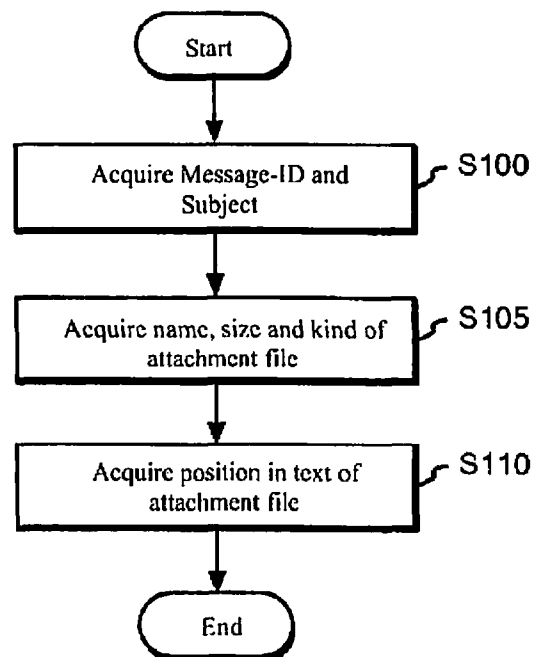 Start
Acquire Message-ID and
Subject
S100
Acquire name, size and kind of
attachment file
S105
Acquire position in text of
attachment file
S110
End